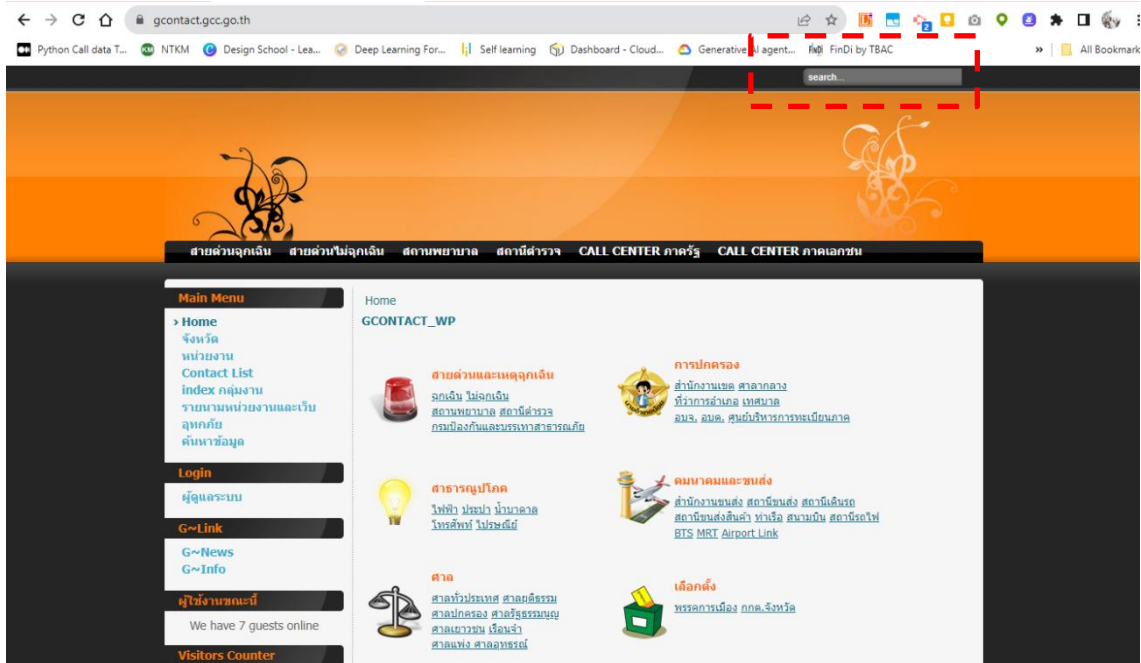 gcontact.gcc.go.th
Python Call data T... NTKM Design School - Lea... Deep Learning For... Self learning Dashboard - Cloud... Generative AI agent... FinDi by TBAC » All Bookmark
search...
สายด่วนฉุกเฉิน สายด่วนไม่ฉุกเฉิน สถานพยาบาล สถานีตำรวจ CALL CENTER ภาครัฐ CALL CENTER ภาคเอกชน
Main Menu
Home
จังหวัด
หน่วยงาน
Contact List
index กลุ่มงาน
รายนามหน่วยงานและเว็บ
อุทกภัย
ค้นหาข้อมูล
Login
ผู้ดูแลระบบ
G~Link
G~News
G~Info
ผู้ใช้งานขณะนี้
We have 7 guests online
Visitors Counter
Home
GCONTACT_WP
สายด่วนและเหตุฉุกเฉิน
ฉุกเฉิน ไม่ฉุกเฉิน
สถานพยาบาล สถานีตำรวจ
กรมป้องกันและบรรเทาสาธารณภัย
การปกครอง
สำนักงานเขต ศาลากลาง
ที่ว่าการอำเภอ เทศบาล
อบจ. อบต. ศูนย์บริหารการทะเบียนภาค
สาธารณูปโภค
ไฟฟ้า ประปา น้ำบาดาล
โทรศัพท์ ไปรษณีย์
คมนาคมและขนส่ง
สำนักงานขนส่ง สถานีขนส่ง สถานีเดินรถ
สถานีขนส่งสินค้า ท่าเรือ สนามบิน สถานีรถไฟ
BTS MRT Airport Link
ศาล
ศาลทั่วประเทศ ศาลยุติธรรม
ศาลปกครอง ศาลรัฐธรรมนูญ
ศาลเยาวชน เรือนจำ
ศาลแพ่ง ศาลอุทธรณ์
เลือกตั้ง
พรรคการเมือง กกต.จังหวัด